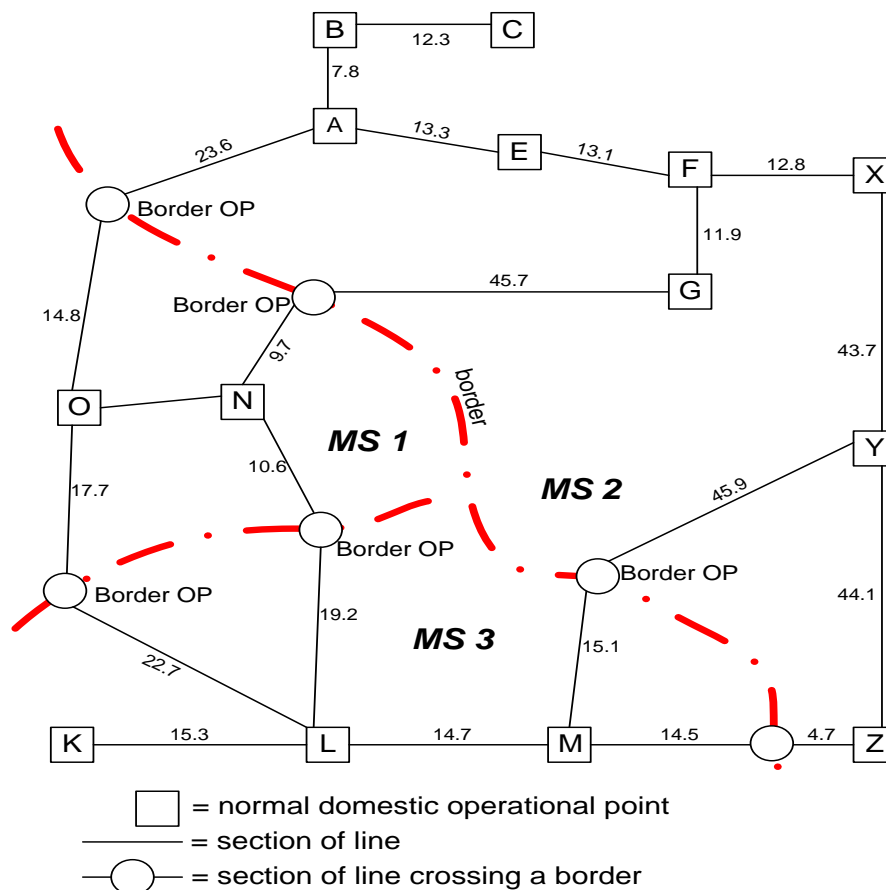 B
12.3
C
7.8
A
13.3
E
13.1
F
12.8
X
23.6
Border OP
11.9
45.7
G
Border OP
14.8
9.7
43.7
border
O
N
MS 1
Y
10.6
MS 2
45.9
17.7
Border OP
Border OP
Border OP
44.1
19.2
MS 3
15.1
22.7
K
15.3
L
14.7
M
14.5
4.7
Z
= normal domestic operational point
= section of line
= section of line crossing a border